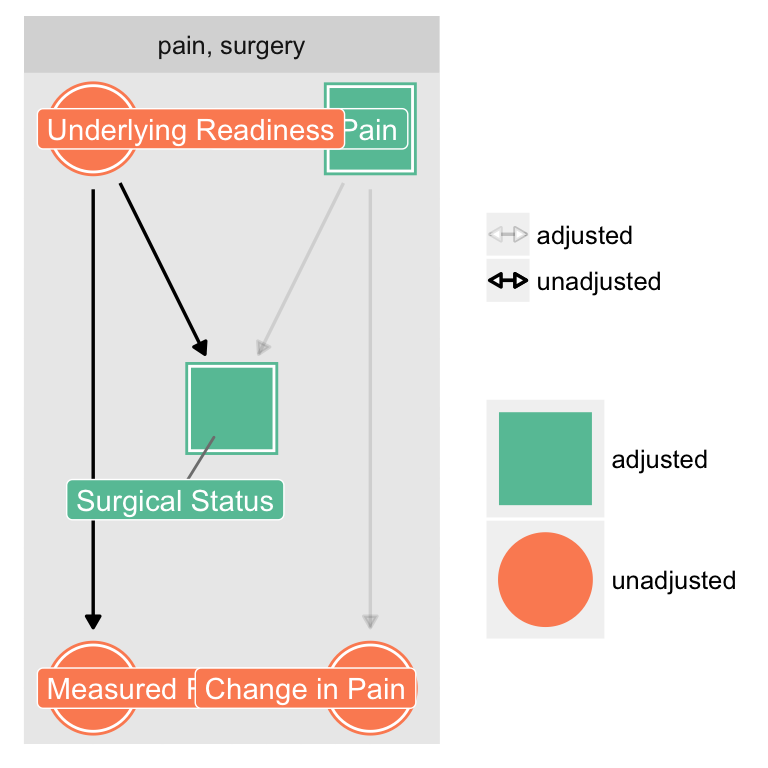 pain, surgery
Underlying Readiness
Pain
adjusted
unadjusted
Surgical Status
adjusted
unadjusted
Measured
Change in Pain